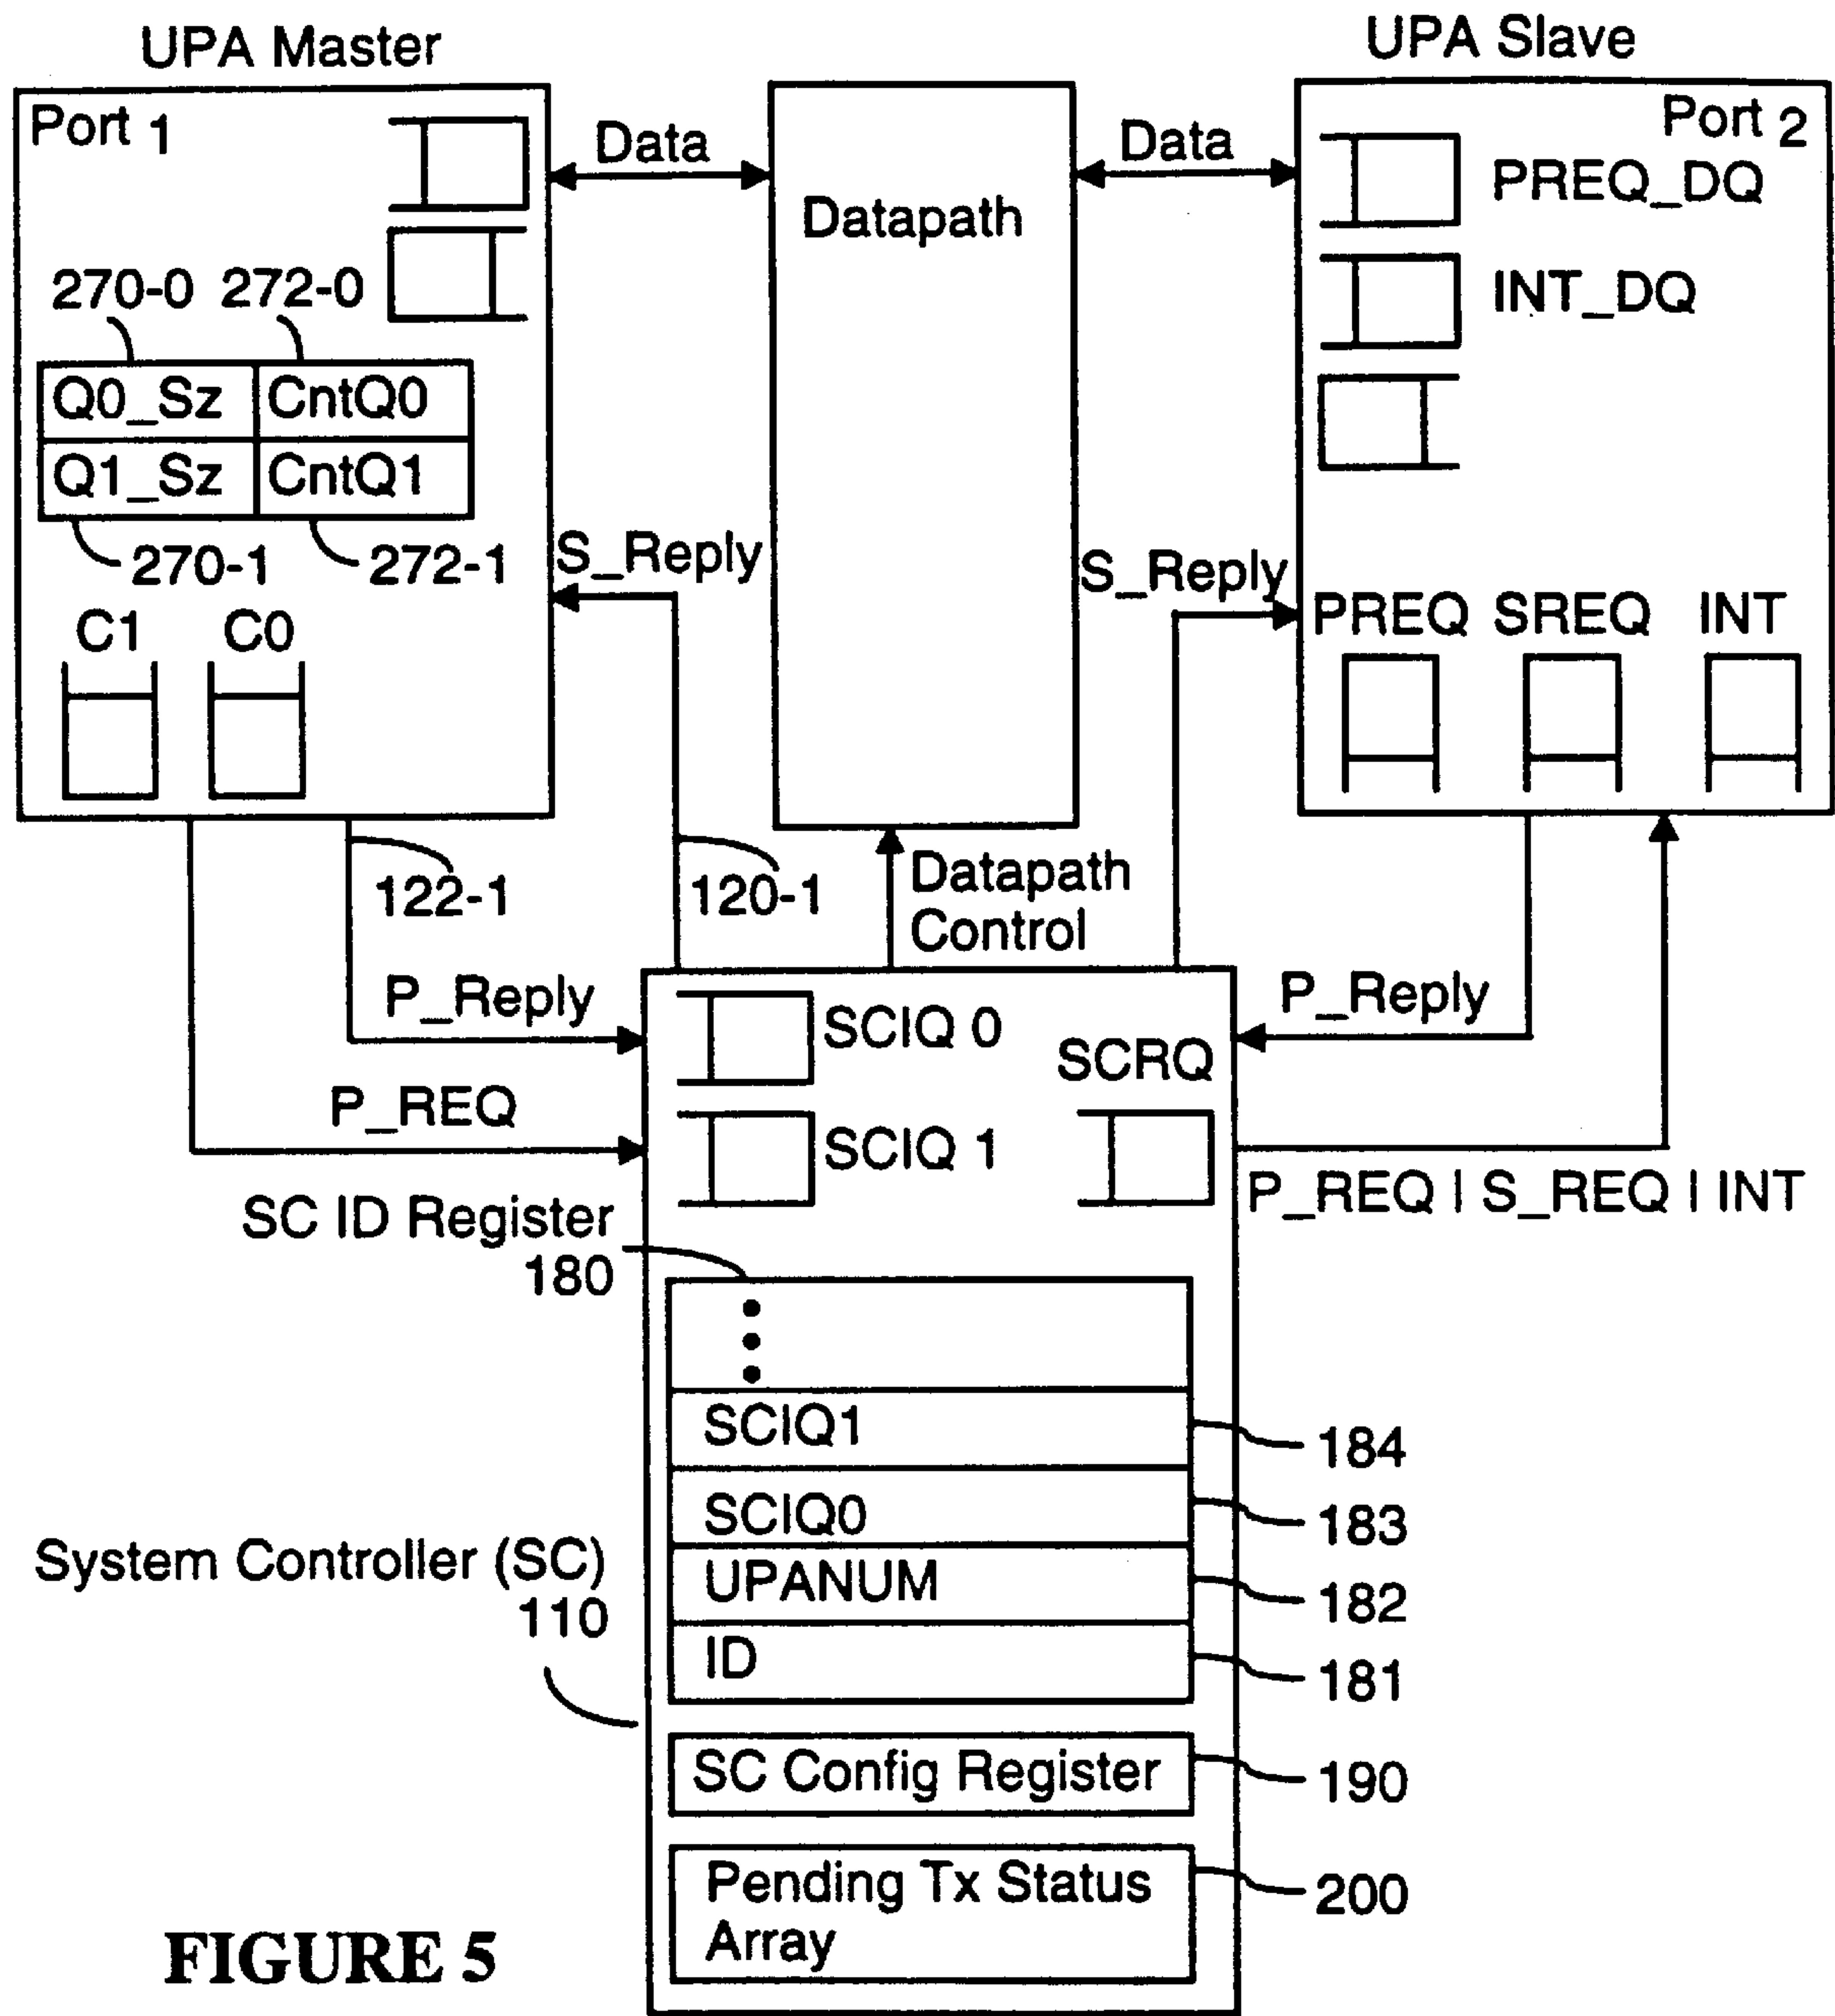 UPA Master
UPA Slave
Port 1
Port 2
Data
Data
Datapath
PREQ_DQ
INT_DQ
270-0
272-0
Q0_Sz
CntQ0
Q1_Sz
CntQ1
270-1
272-1
S_Reply
S_Reply
C1
C0
PREQ
SREQ
INT
122-1
120-1
Datapath
Control
P_Reply
P_Reply
SCIQ 0
SCRQ
P_REQ
SCIQ 1
P_REQ | S_REQ | INT
SC ID Register
180
SCIQ1
184
SCIQ0
183
System Controller (SC)
110
UPANUM
182
ID
181
SC Config Register
190
Pending Tx Status
Array
200
FIGURE 5